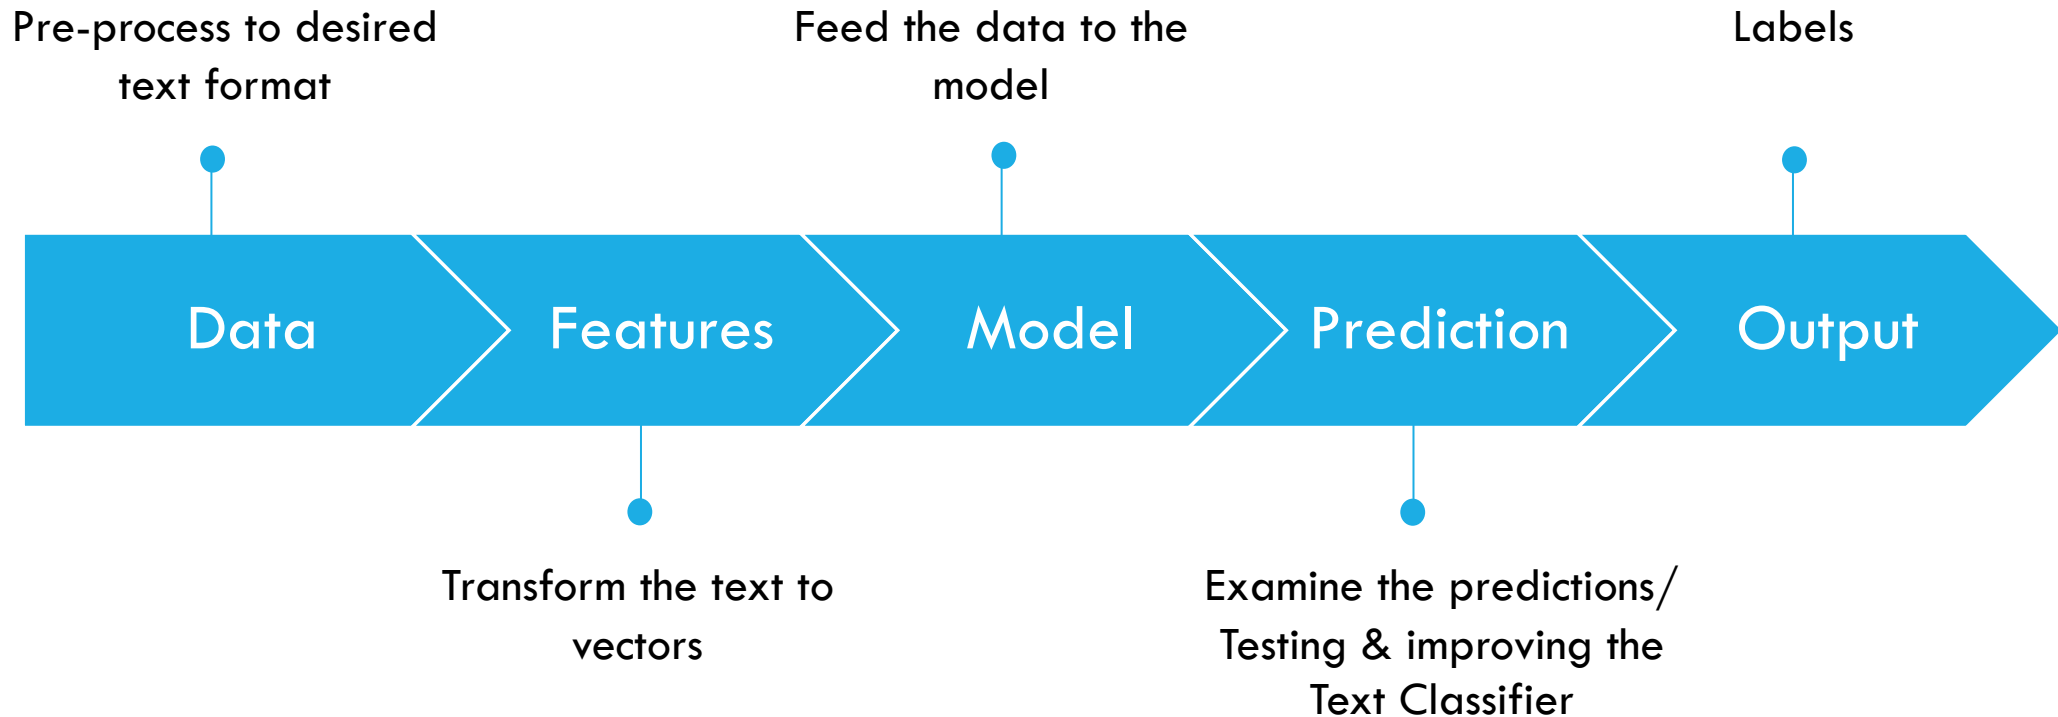 Pre-process to desired
text format
Feed the data to the
model
Labels
Data
Features
Model
Prediction
Output
Transform the text to
vectors
Examine the predictions/
Testing & improving the
Text Classifier